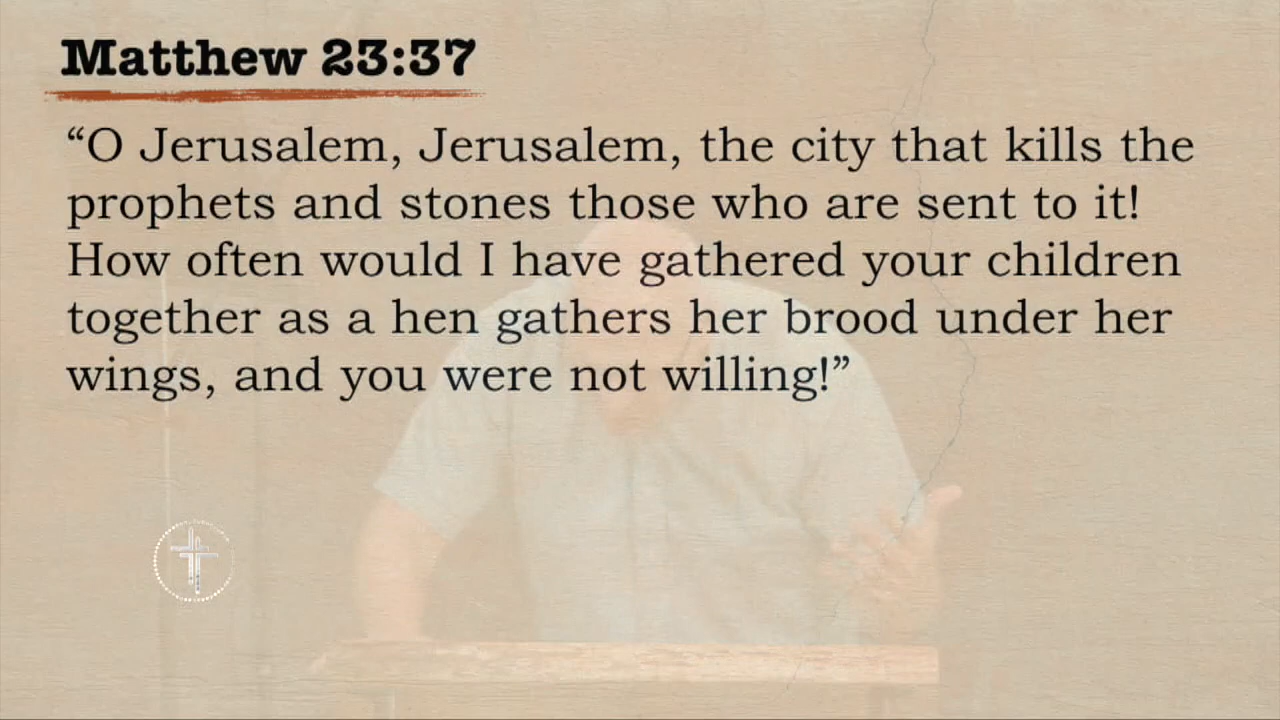 Matthew 23:37
“O Jerusalem, Jerusalem, the city that kills the
prophets and stones those who are sent to it!
How often would I have gathered your children
together as a hen gathers her brood under her
wings, and you were not willing!”